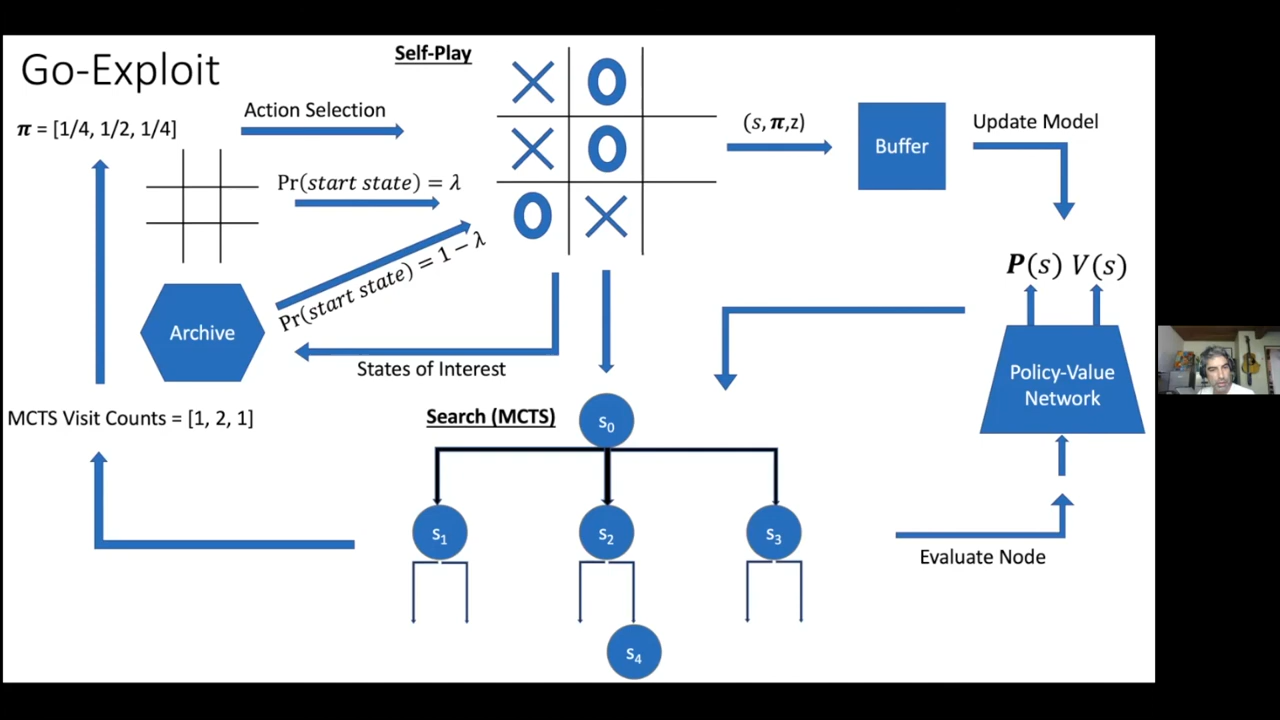 Go-Exploit
Self-Play
π = [1/4, 1/2, 1/4]
Action Selection
Pr(start state) = λ
Pr(start state) = 1 − λ
Archive
States of Interest
(s, π,z)
Buffer
Update Model
P(s) V(s)
Policy-Value
Network
MCTS Visit Counts = [1, 2, 1]
Search (MCTS)
s0
s1
s2
s3
s4
Evaluate Node